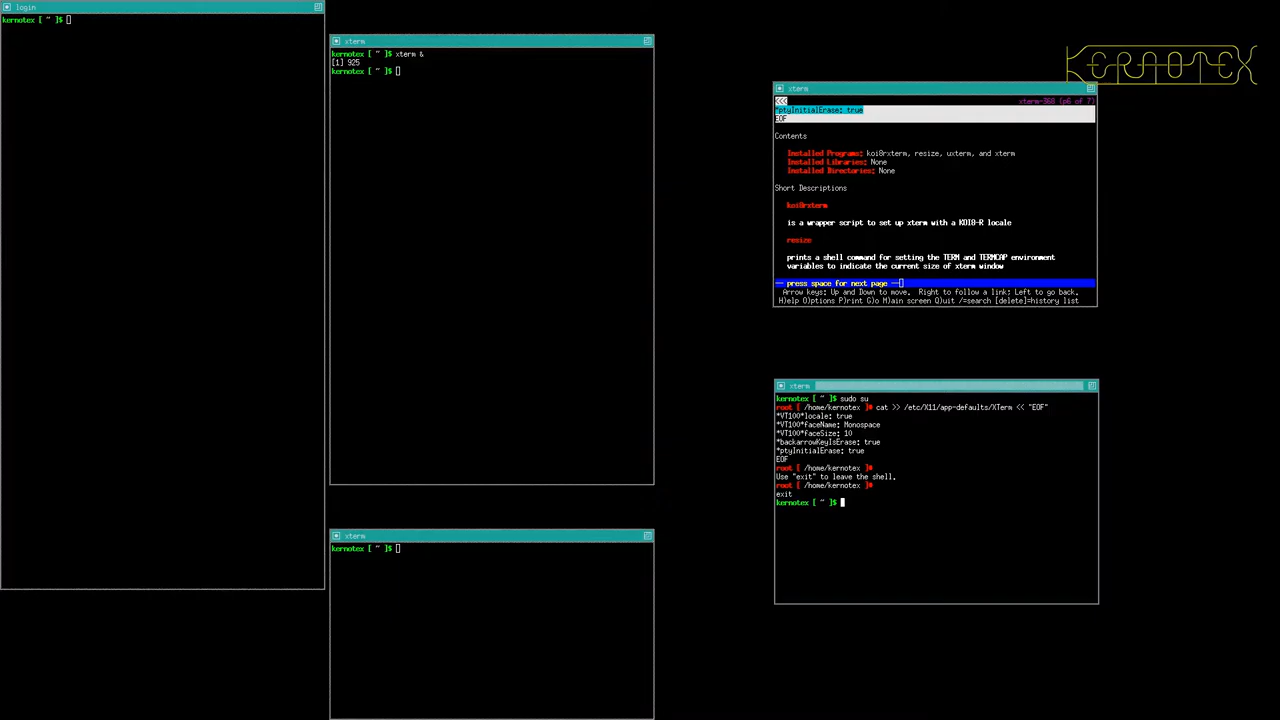 login
kernotex [ ~ ]$
xterm
kernotex [ ~ ]$ xterm &
[1] 925
kernotex [ ~ ]$
xterm
kernotex [ ~ ]$
KERNOTEX
xterm
<<<
xterm-368 (p6 of 7)
*ptyInitialErase: true
EOF
Contents
Installed Programs: koi8rxterm, resize, uxterm, and xterm
Installed Libraries: None
Installed Directories: None
Short Descriptions
koi8rxterm
is a wrapper script to set up xterm with a KOI8-R locale
resize
prints a shell command for setting the TERM and TERMCAP environment
variables to indicate the current size of xterm window
-- press space for next page --
Arrow keys: Up and Down to move. Right to follow a link; Left to go back.
H)elp O)ptions P)rint G)o M)ain screen Q)uit /=search [delete]=history list
xterm
kernotex [ ~ ]$ sudo su
root [ /home/kernotex ]# cat >> /etc/X11/app-defaults/XTerm << "EOF"
*VT100*locale: true
*VT100*faceName: Monospace
*VT100*faceSize: 10
*backarrowKeyIsErase: true
*ptyInitialErase: true
EOF
root [ /home/kernotex ]#
Use "exit" to leave the shell.
root [ /home/kernotex ]#
exit
kernotex [ ~ ]$